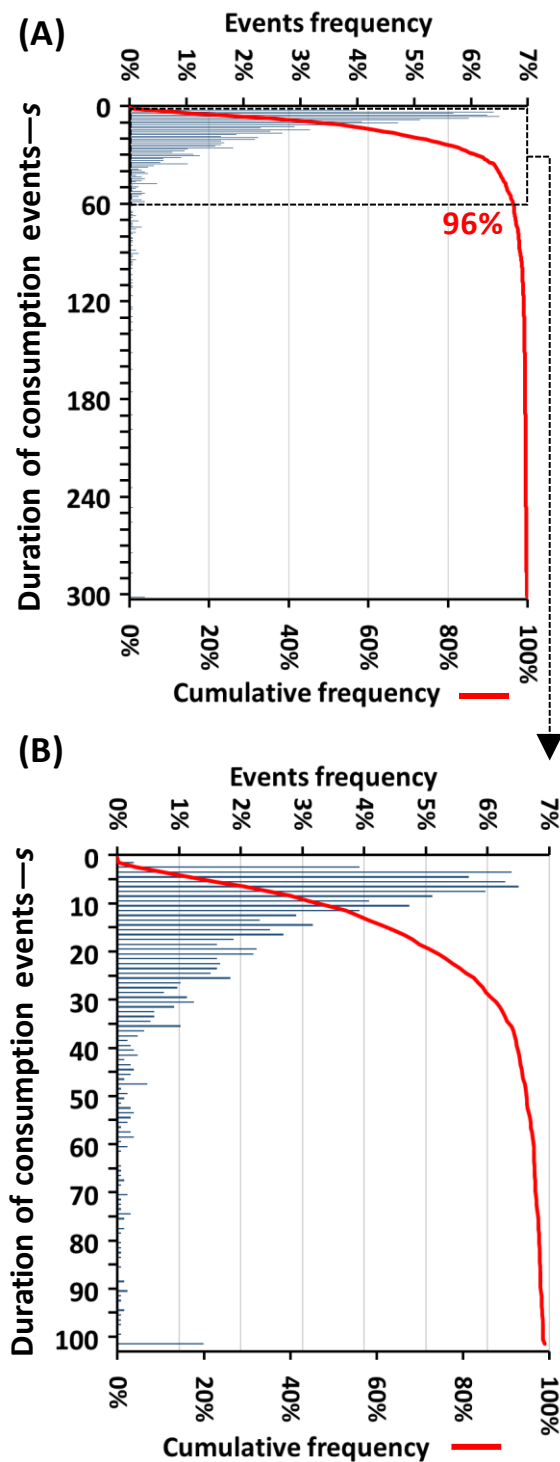 (A)
Events frequency
0% 1% 2% 3% 4% 5% 6% 7%
Duration of consumption events—s
0
60
120
180
240
300
96%
0% 20% 40% 60% 80% 100%
Cumulative frequency
(B)
Events frequency
0% 1% 2% 3% 4% 5% 6% 7%
Duration of consumption events—s
0
10
20
30
40
50
60
70
80
90
100
0% 20% 40% 60% 80% 100%
Cumulative frequency